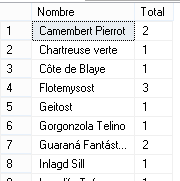 Nombre Total
1 Camembert Pierrot 2
2 Chartreuse verte 1
3 Côte de Blaye 1
4 Flotemysost 3
5 Geitost 1
6 Gorgonzola Telino 1
7 Guaraná Fantást... 2
8 Inlagd Sill 1